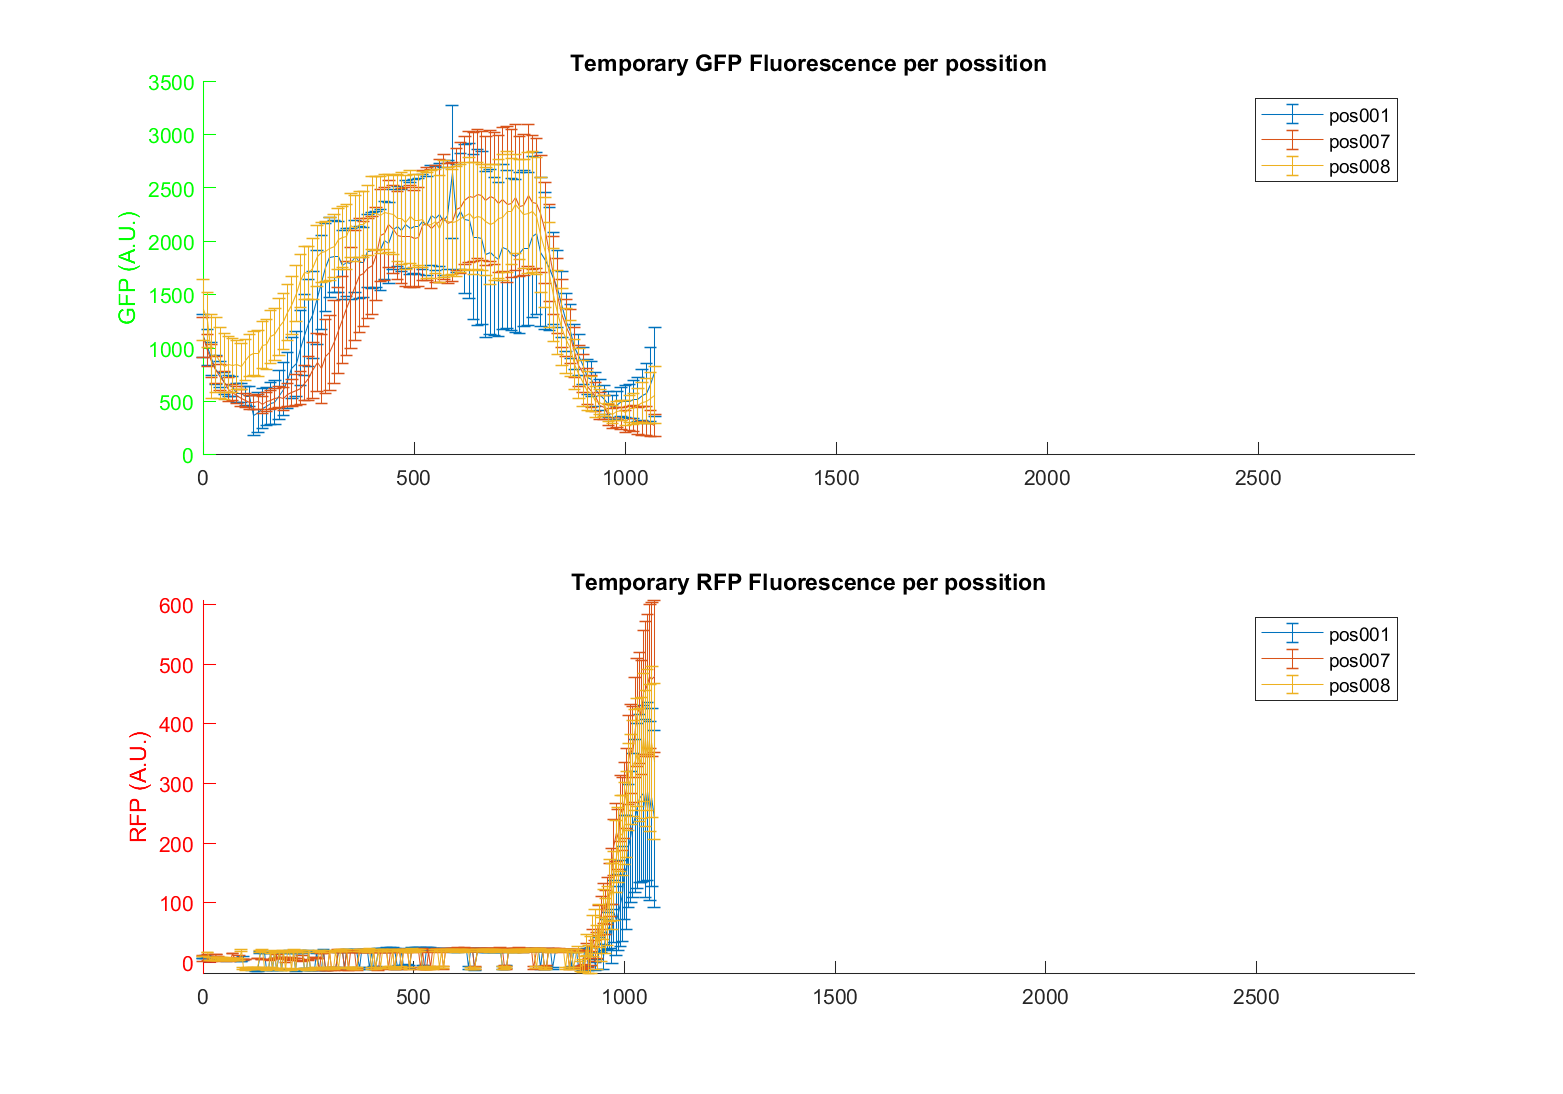 Temporary GFP Fluorescence per possition
3500
3000
2500
2000
1500
1000
500
0
GFP (A.U.)
pos001
pos007
pos008
0 500 1000 1500 2000 2500
Temporary RFP Fluorescence per possition
600
500
400
300
200
100
0
RFP (A.U.)
pos001
pos007
pos008
0 500 1000 1500 2000 2500